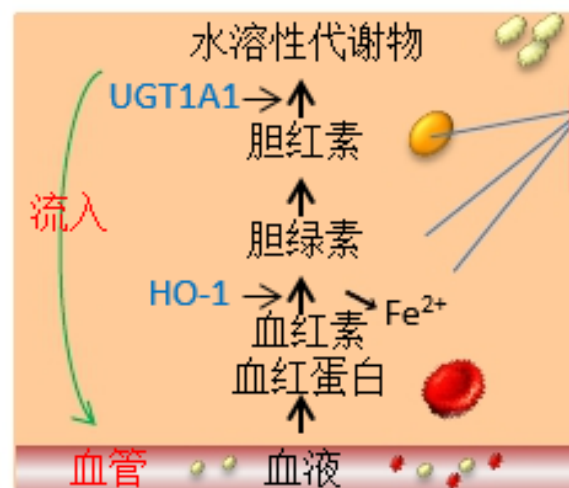 水溶性代谢物
UGT1A1
胆红素
流入
胆绿素
HO-1
Fe²⁺
血红素
血红蛋白
血管
血液